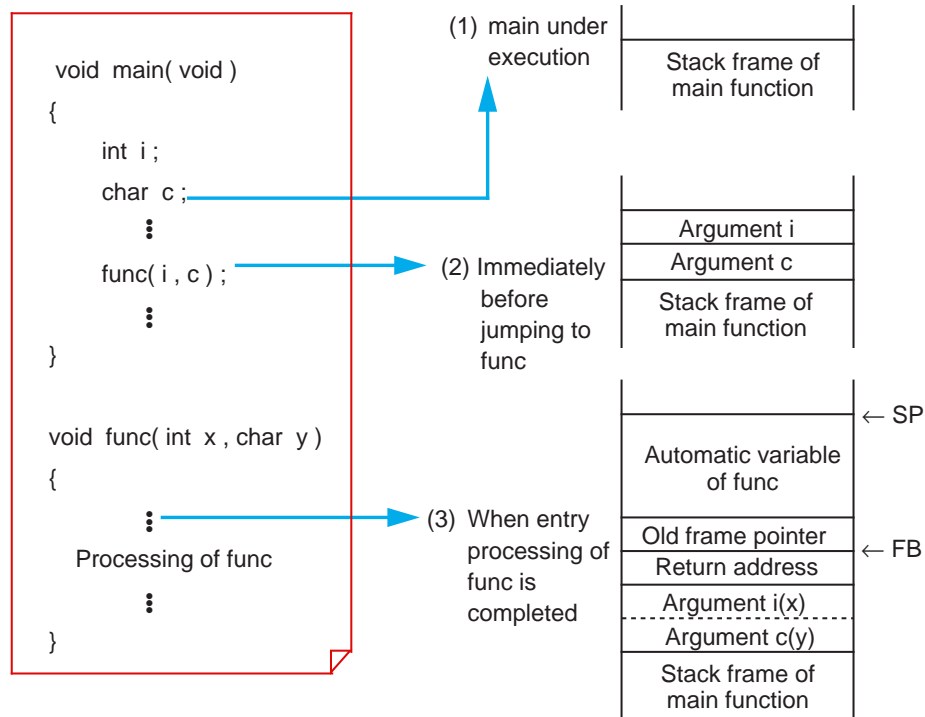 void main( void )
{
int i ;
char c ;
func( i , c ) ;
}
void func( int x , char y )
{
Processing of func
}
(1) main under
execution
Stack frame of
main function
(2) Immediately
before
jumping to
func
Argument i
Argument c
Stack frame of
main function
(3) When entry
processing of
func is
completed
← SP
Automatic variable
of func
Old frame pointer
← FB
Return address
Argument i(x)
Argument c(y)
Stack frame of
main function